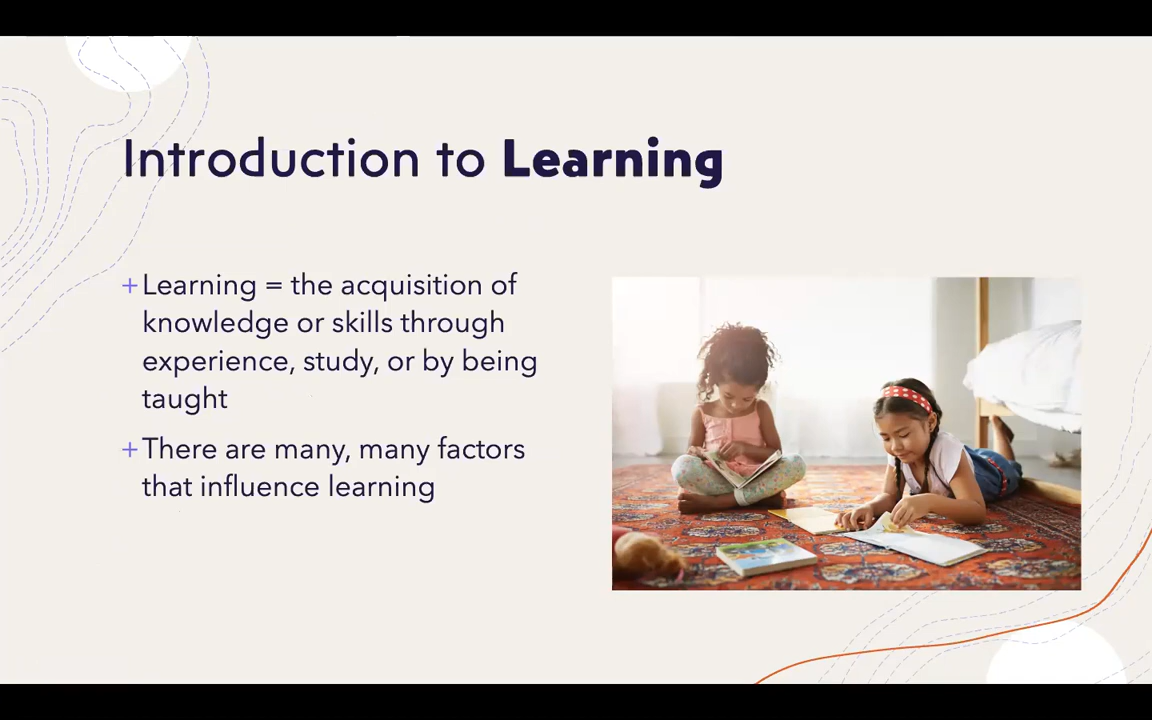 Introduction to Learning
+Learning = the acquisition of
knowledge or skills through
experience, study, or by being
taught
+There are many, many factors
that influence learning